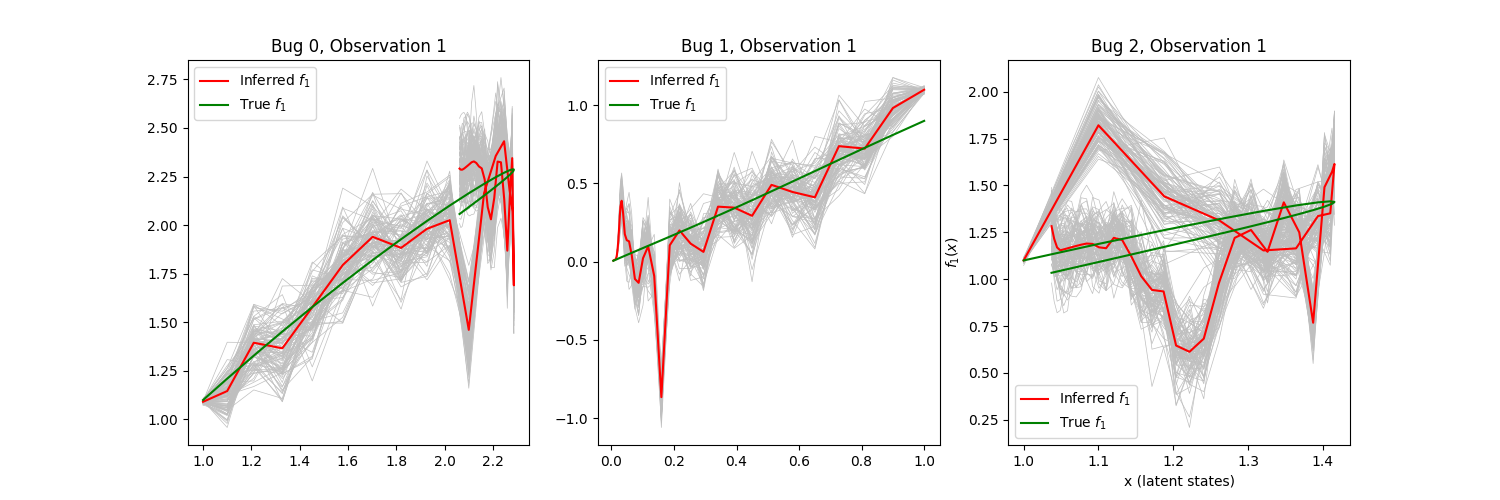 Bug 0, Observation 1
Inferred f₁
True f₁
2.75
2.50
2.25
2.00
1.75
1.50
1.25
1.00
1.0 1.2 1.4 1.6 1.8 2.0 2.2
Bug 1, Observation 1
Inferred f₁
True f₁
1.0
0.5
0.0
−0.5
−1.0
0.0 0.2 0.4 0.6 0.8 1.0
Bug 2, Observation 1
f₁(x)
2.00
1.75
1.50
1.25
1.00
0.75
0.50
0.25
Inferred f₁
True f₁
1.0 1.1 1.2 1.3 1.4
x (latent states)